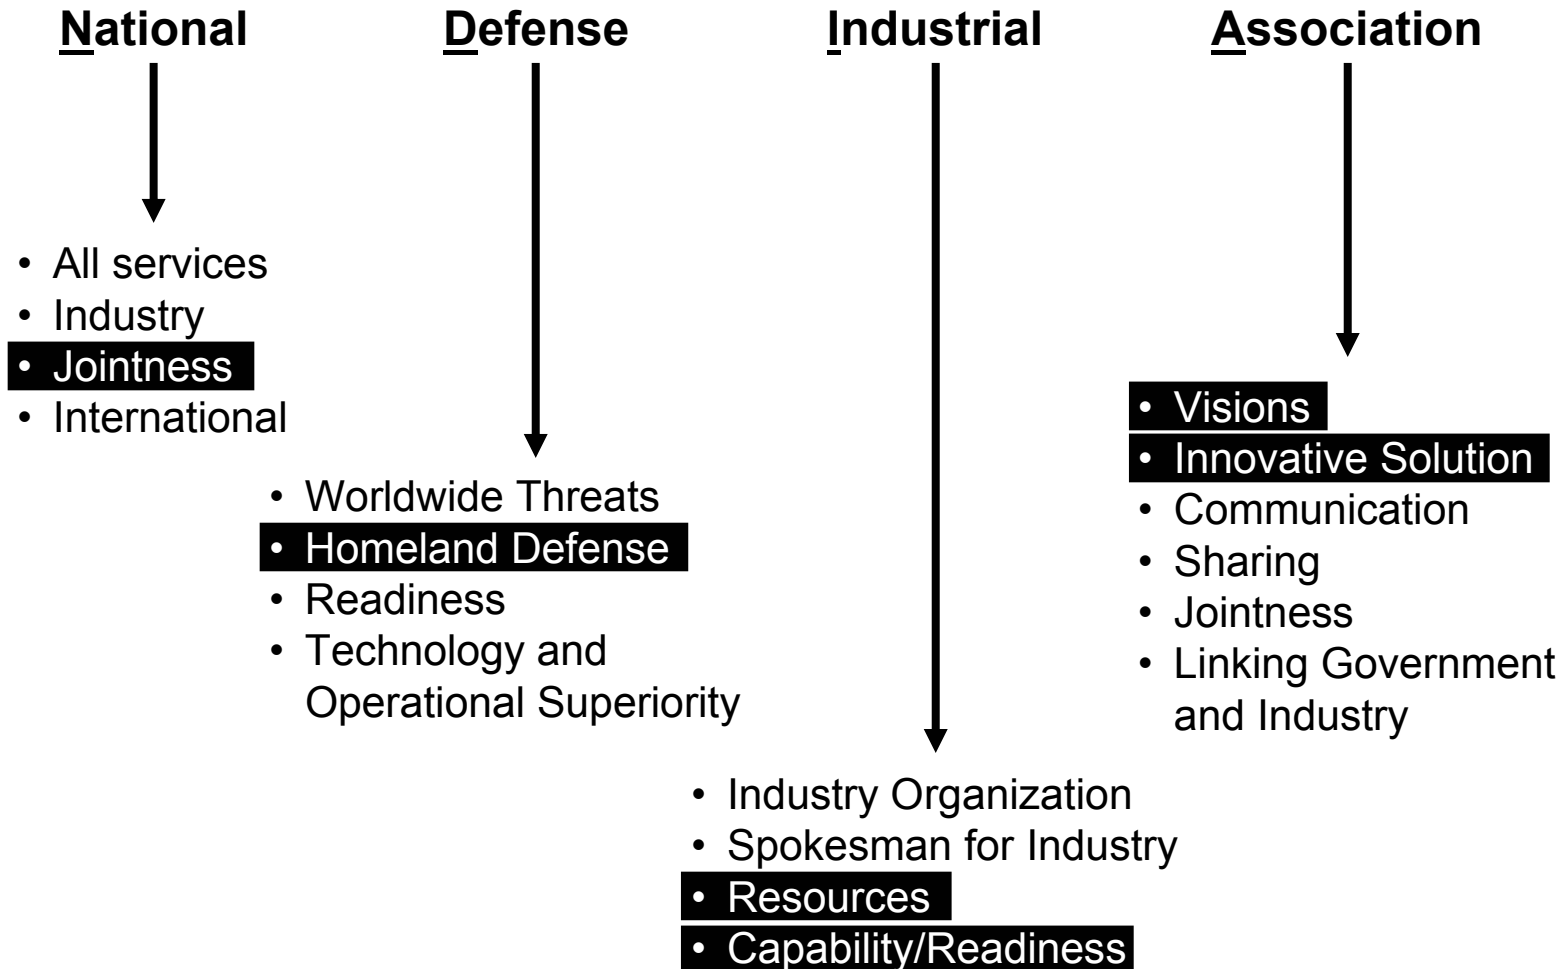 National Defense Industrial Association
• All services
• Industry
• Jointness
• International
• Worldwide Threats
• Homeland Defense
• Readiness
• Technology and
Operational Superiority
• Industry Organization
• Spokesman for Industry
• Resources
• Capability/Readiness
• Visions
• Innovative Solution
• Communication
• Sharing
• Jointness
• Linking Government
and Industry